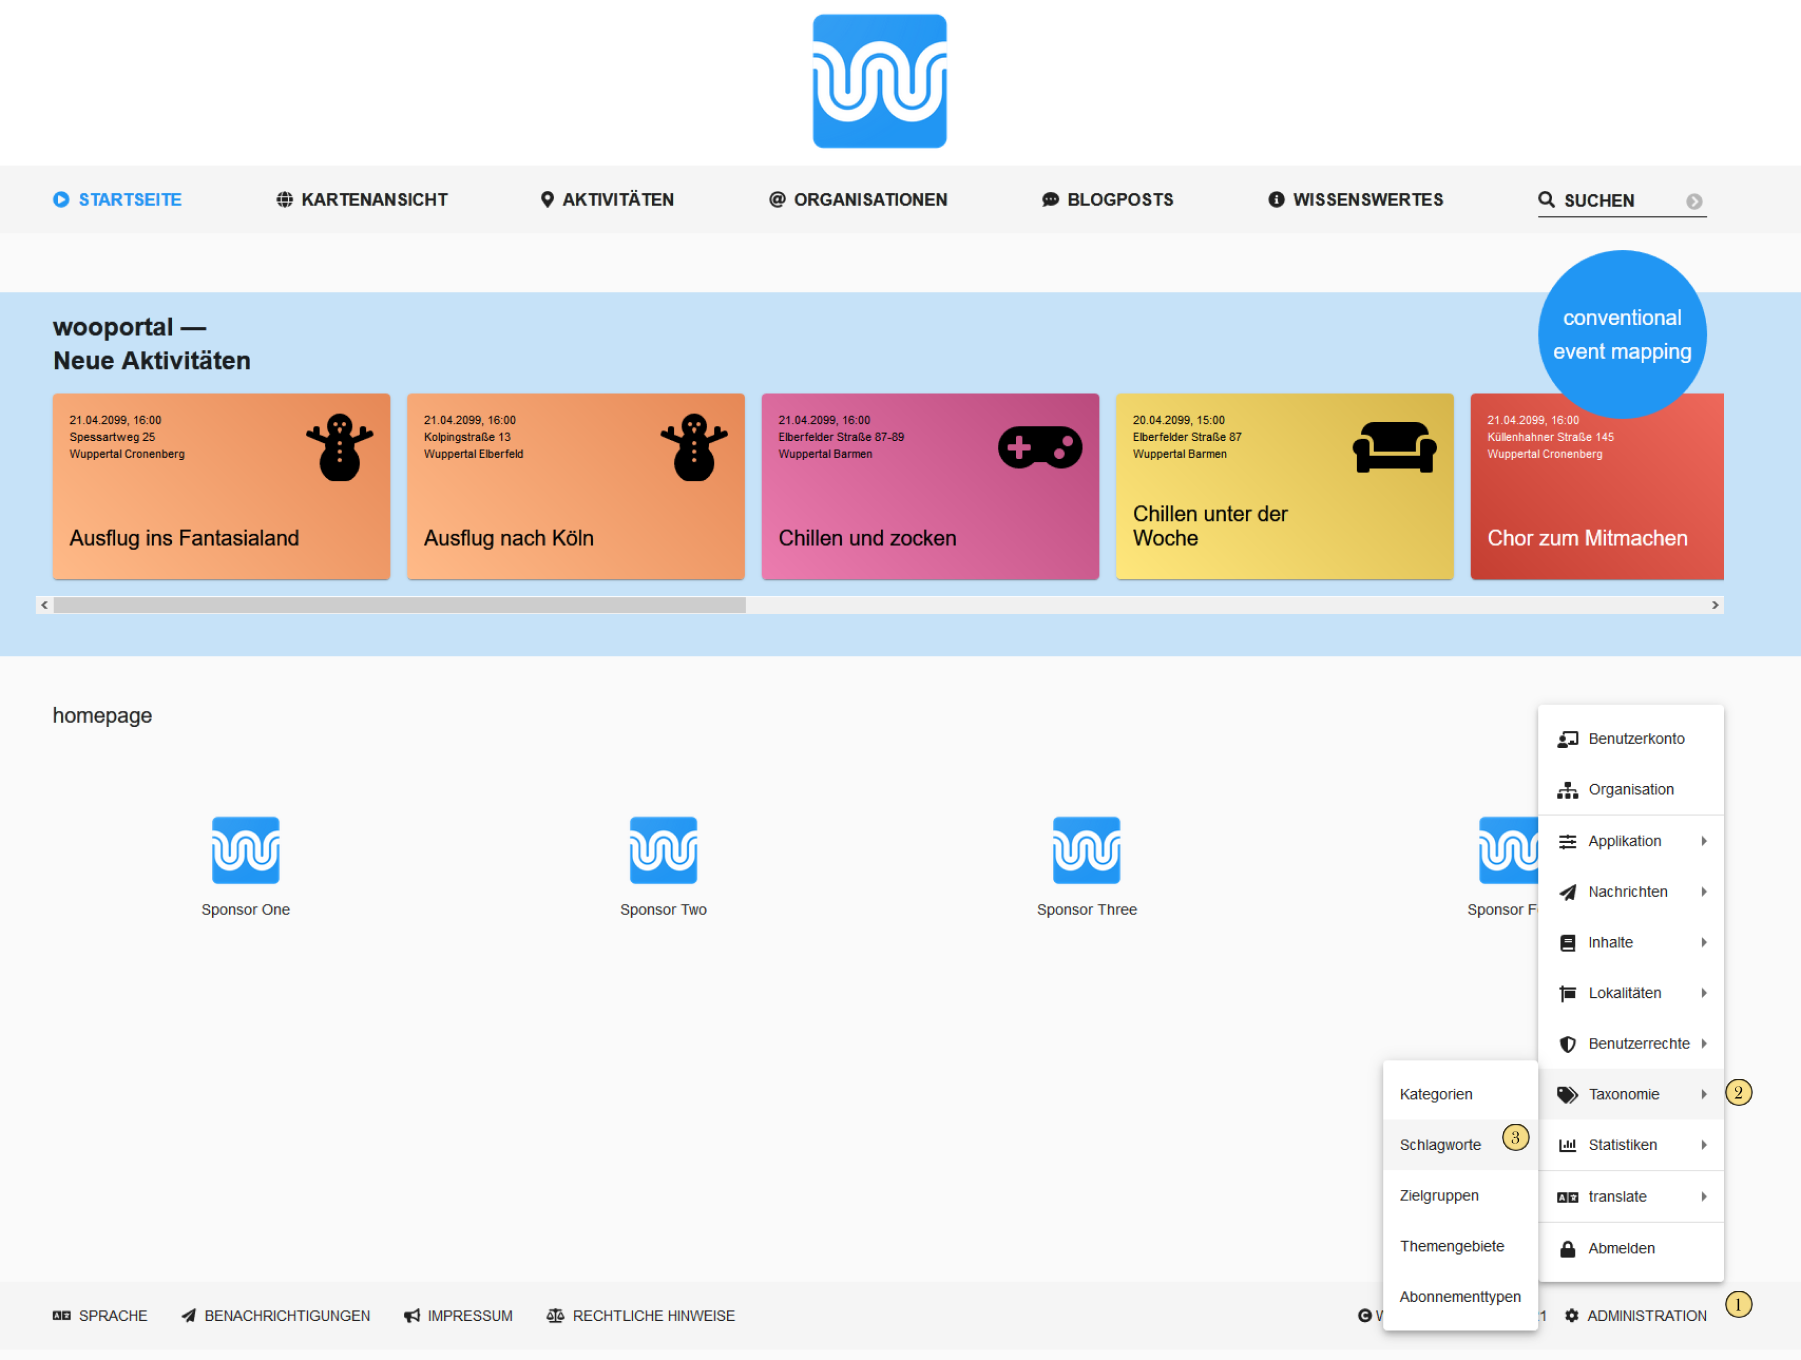 STARTSEITE KARTENANSICHT AKTIVITÄTEN ORGANISATIONEN BLOGPOSTS WISSENSWERTES SUCHEN
conventional
event mapping
wooportal —
Neue Aktivitäten
21.04.2099, 16:00
Spessartweg 25
Wuppertal Cronenberg
Ausflug ins Fantasialand
21.04.2099, 16:00
Kolpingstraße 13
Wuppertal Elberfeld
Ausflug nach Köln
21.04.2099, 16:00
Elberfelder Straße 87-89
Wuppertal Barmen
Chillen und zocken
20.04.2099, 15:00
Elberfelder Straße 87
Wuppertal Barmen
Chillen unter der
Woche
21.04.2099, 16:00
Küllenhahner Straße 145
Wuppertal Cronenberg
Chor zum Mitmachen
homepage
Sponsor One
Sponsor Two
Sponsor Three
Sponsor F
Benutzerkonto
Organisation
Applikation
Nachrichten
Inhalte
Lokalitäten
Benutzerrechte
Taxonomie 2
Statistiken
translate
Abmelden
Kategorien
Schlagworte 3
Zielgruppen
Themengebiete
Abonnementtypen
SPRACHE BENACHRICHTIGUNGEN IMPRESSUM RECHTLICHE HINWEISE
1 ADMINISTRATION 1